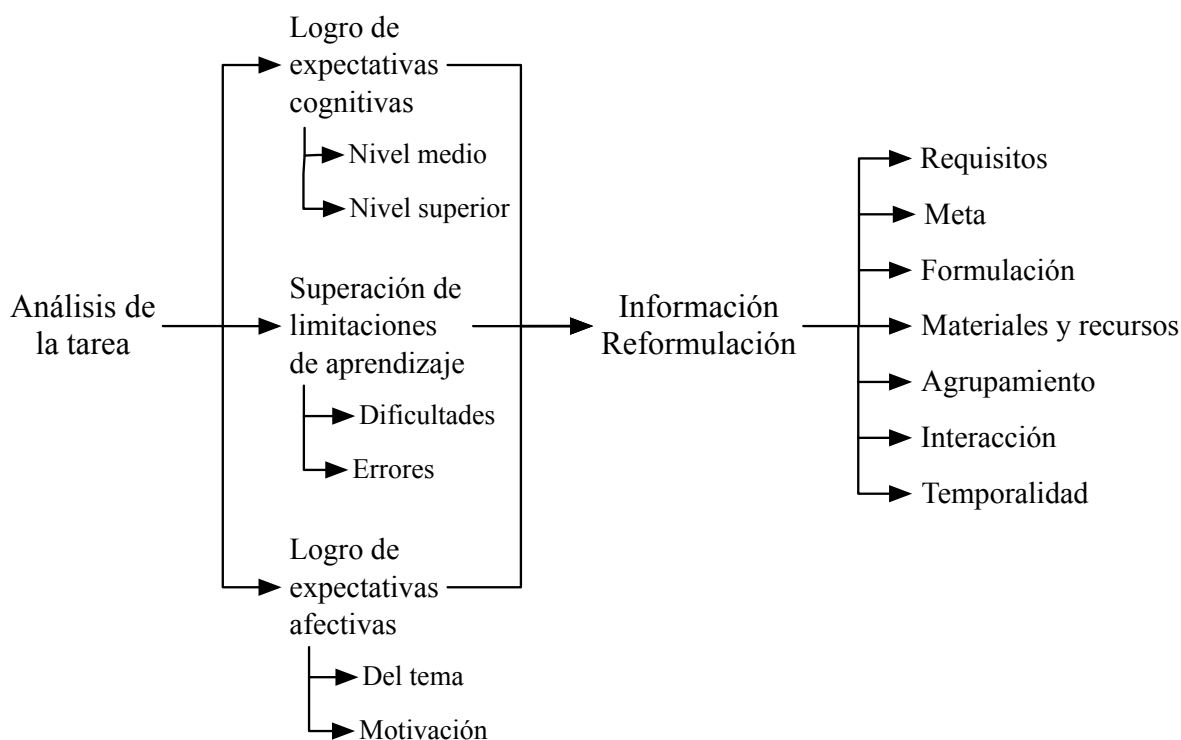 Análisis de
la tarea
Logro de
expectativas
cognitivas
Nivel medio
Nivel superior
Superación de
limitaciones
de aprendizaje
Dificultades
Errores
Logro de
expectativas
afectivas
Del tema
Motivación
Información
Reformulación
Requisitos
Meta
Formulación
Materiales y recursos
Agrupamiento
Interacción
Temporalidad